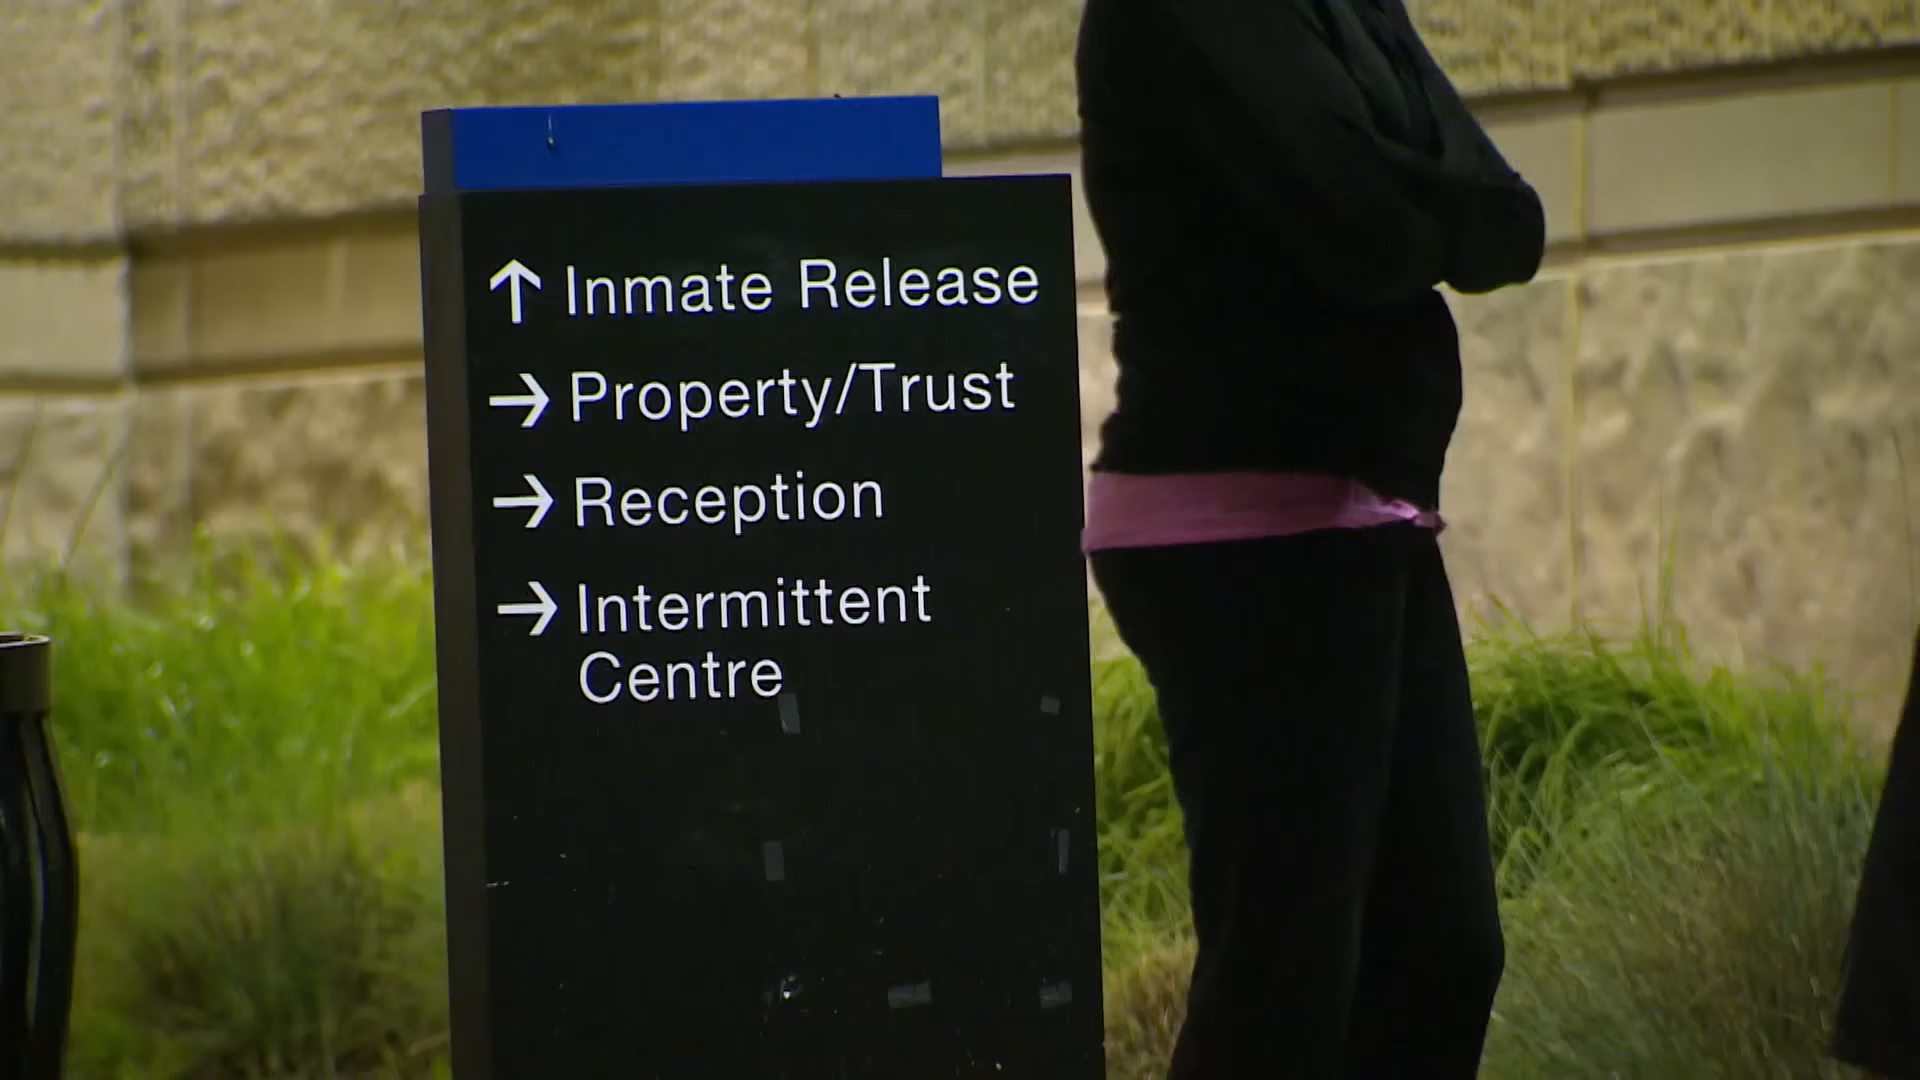 ↑ Inmate Release
→ Property/Trust
→ Reception
→ Intermittent
Centre